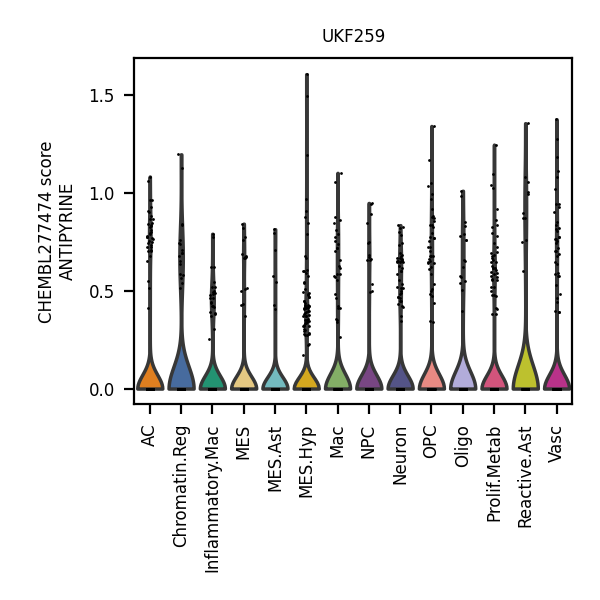 UKF259
CHEMBL277474 score
ANTIPYRINE
1.5
1.0
0.5
0.0
AC
Chromatin.Reg
Inflammatory.Mac
MES
MES.Ast
MES.Hyp
Mac
NPC
Neuron
OPC
Oligo
Prolif.Metab
Reactive.Ast
Vasc